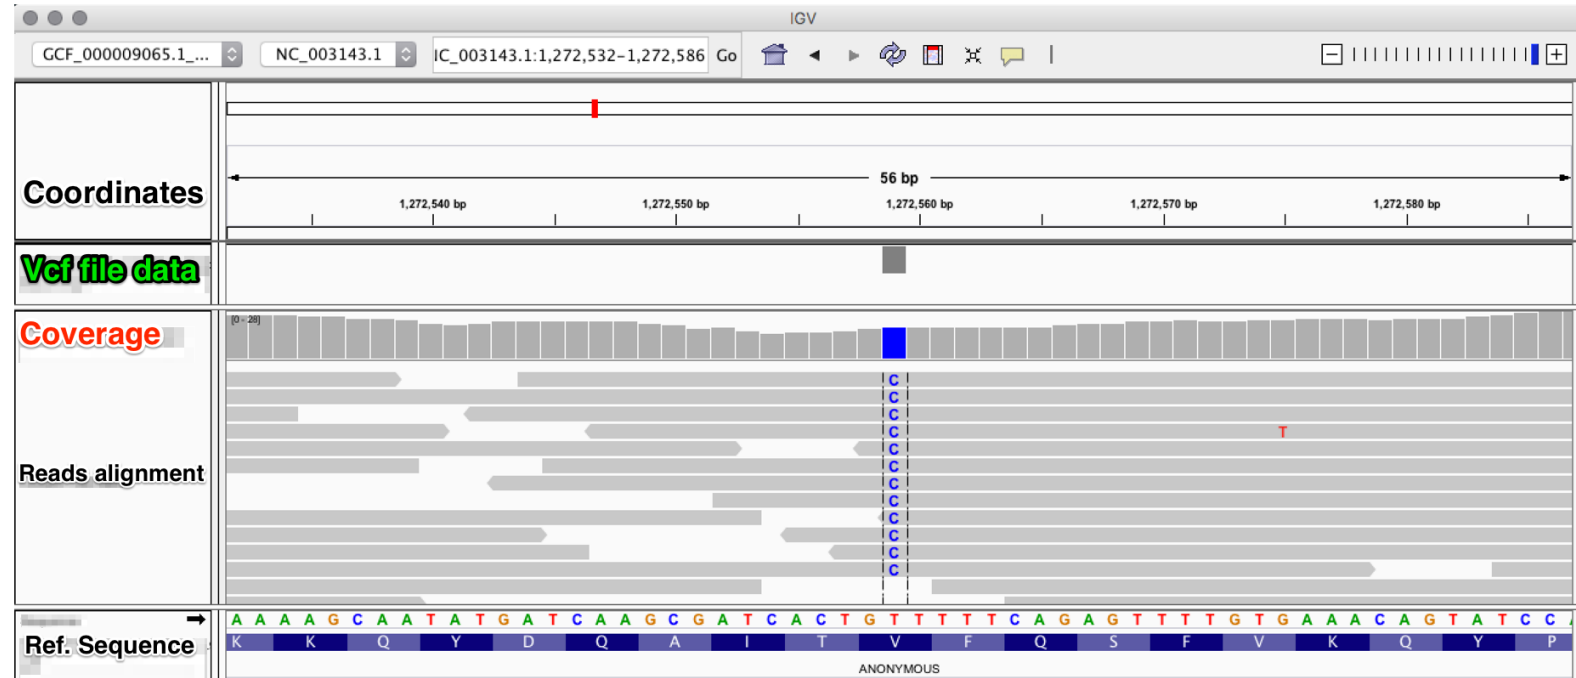 IGV
GCF_000009065.1_... NC_003143.1 IC_003143.1:1,272,532-1,272,586 Go
56 bp
Coordinates
1,272,540 bp 1,272,550 bp 1,272,560 bp 1,272,570 bp 1,272,580 bp
Vcf file data
Coverage
[0 - 28]
C
C
C
C T
C
C
C
C
C
C
C
C
Reads alignment
A A A A G C A A T A T G A T C A A G C G A T C A C T G T T T T T C A G A G T T T T G T G A A A C A G T A T C C
Ref. Sequence
K K Q Y D Q A I T V F Q S F V K Q Y P
ANONYMOUS